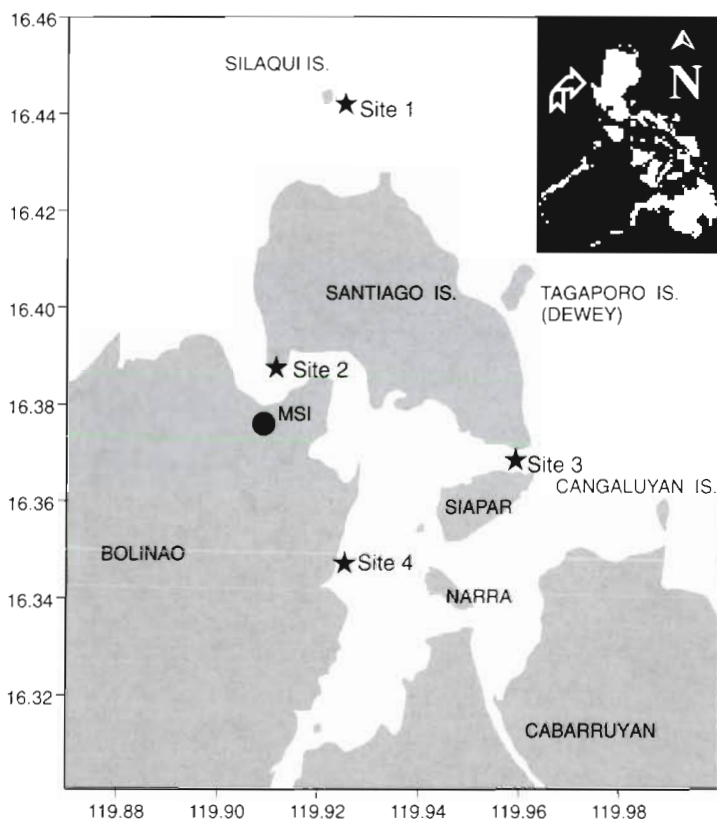 16.46
SILAQUI IS.
N
16.44
Site 1
16.42
SANTIAGO IS.
TAGAPORO IS.
(DEWEY)
16.40
Site 2
16.38
MSI
Site 3
CANGALUYAN IS.
16.36
SIAPAR
BOLINAO
Site 4
16.34
NARRA
16.32
CABARRUYAN
119.88 119.90 119.92 119.94 119.96 119.98